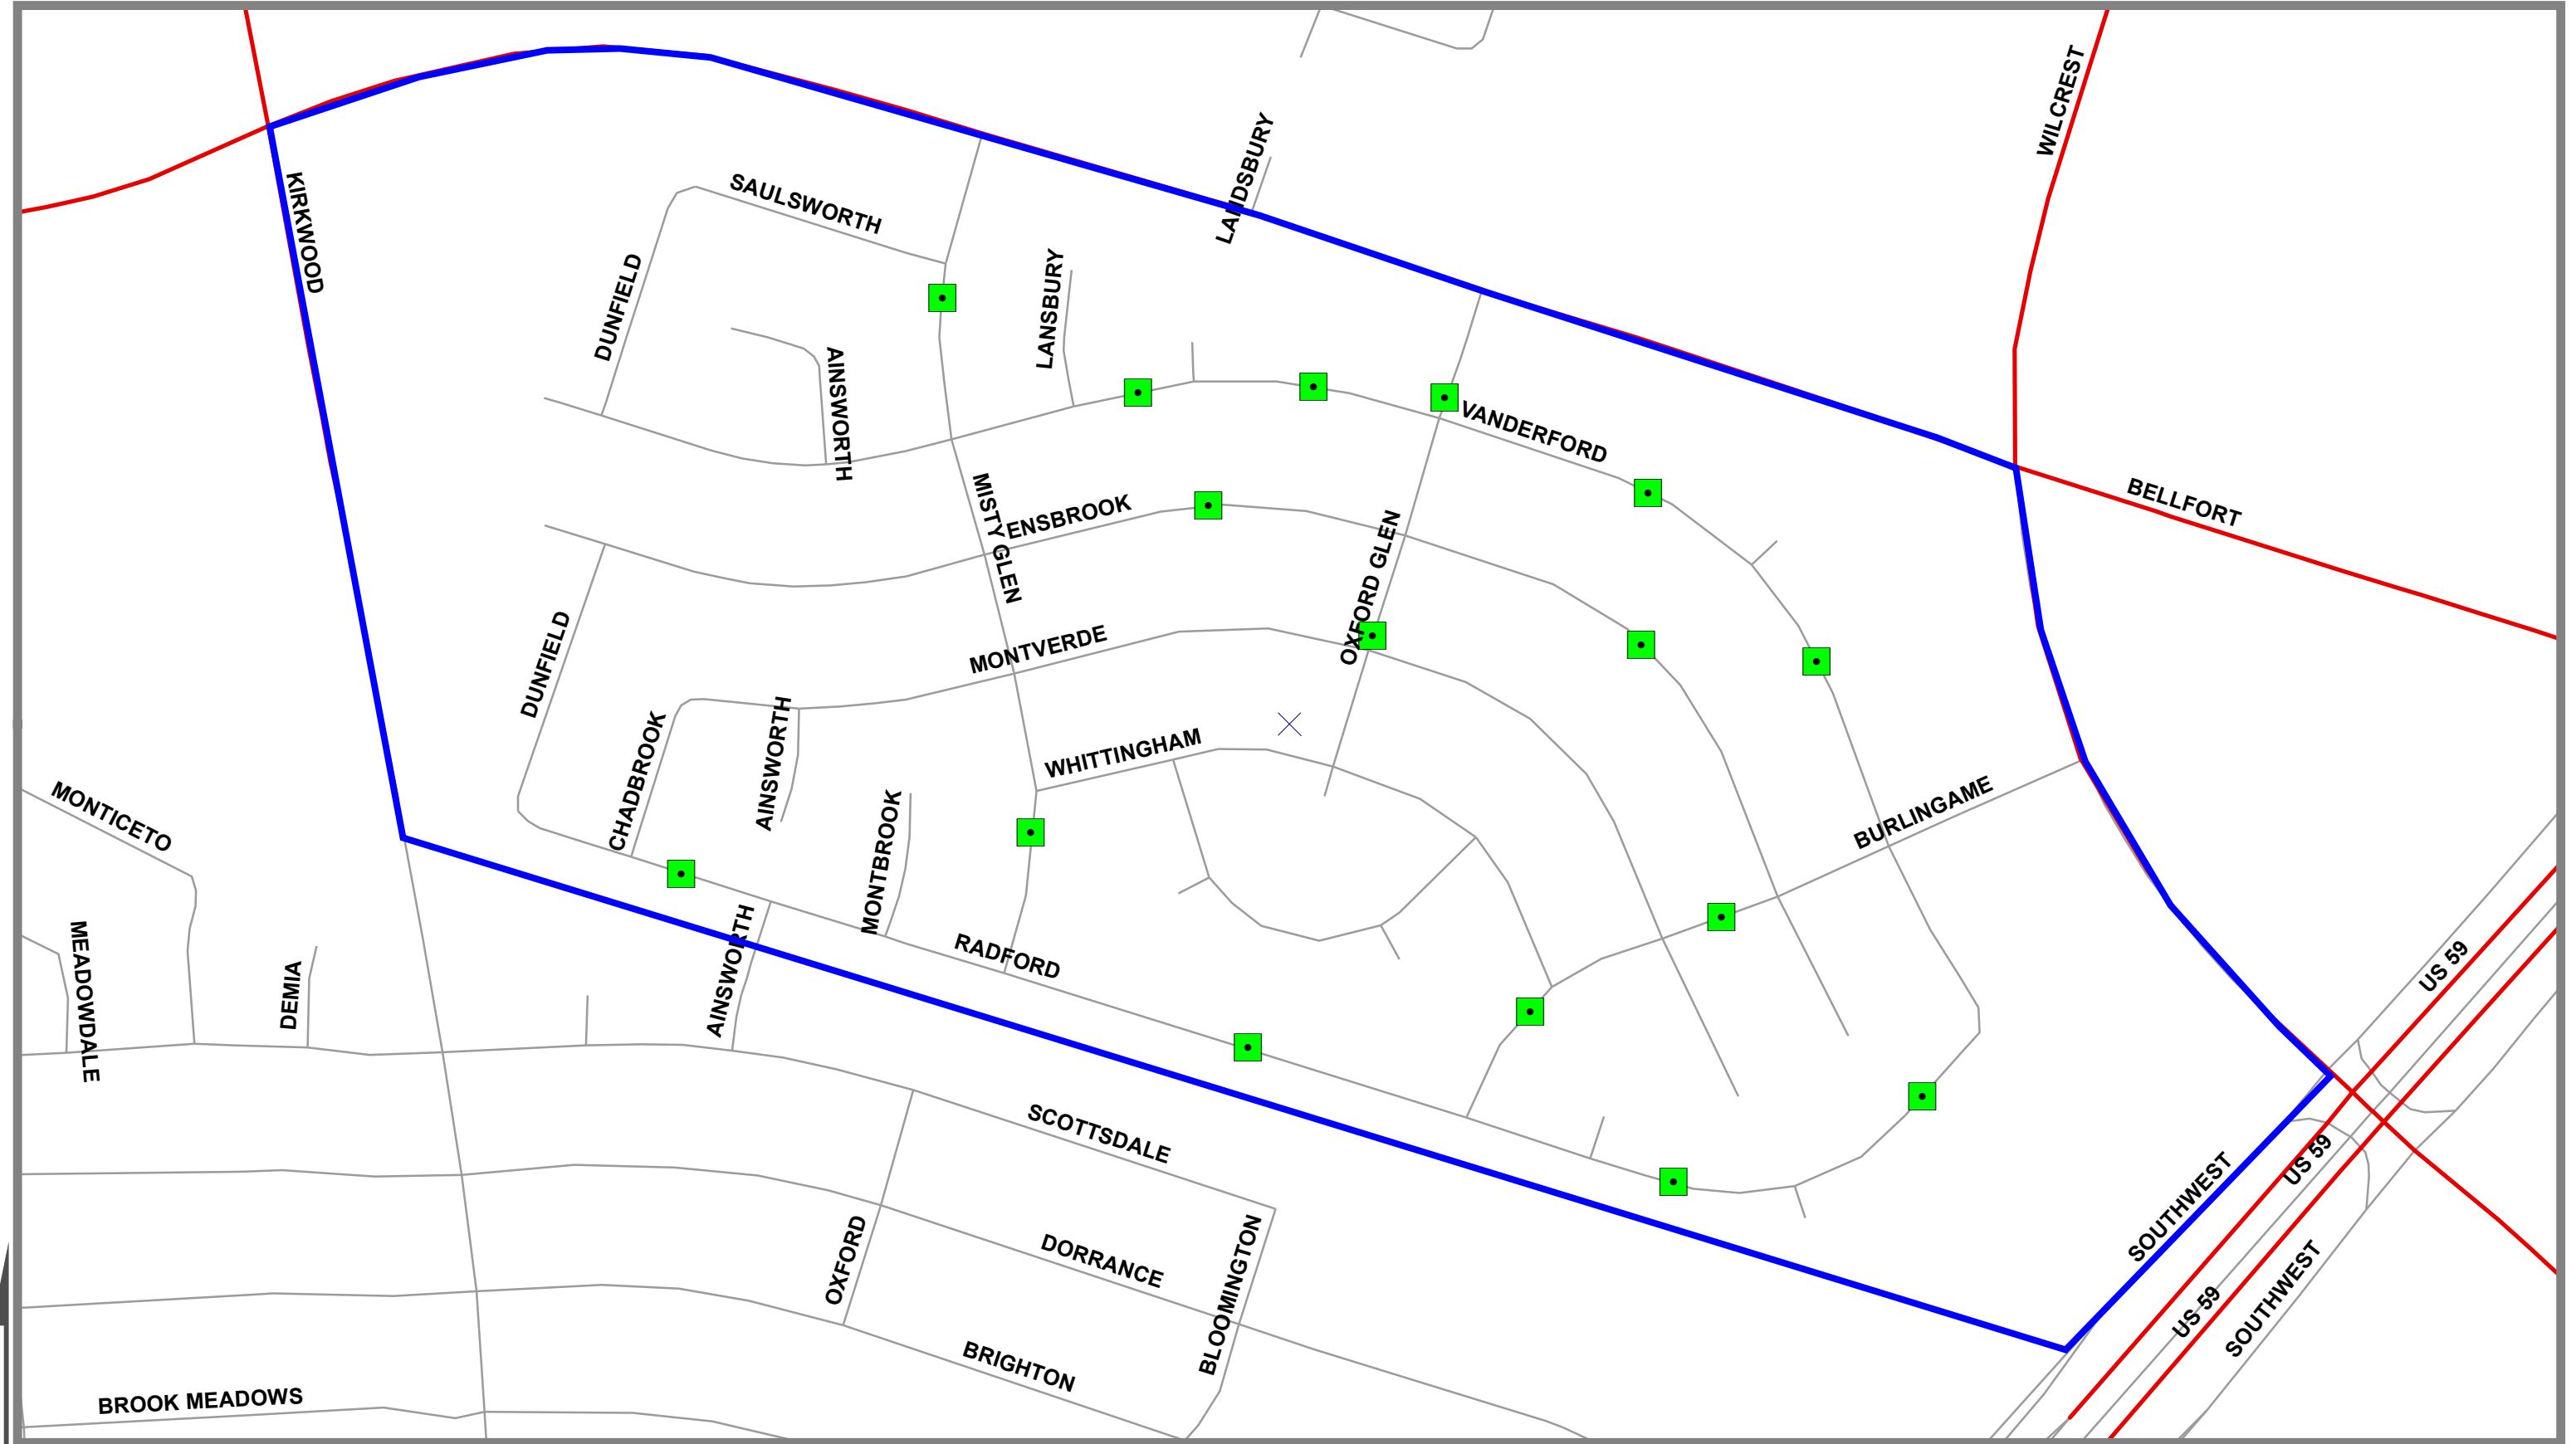 WILCREST
LANDSBURY
SAULSWORTH
KIRKWOOD
DUNFIELD
LANSBURY
AINSWORTH
VANDERFORD
BELLFORT
MISTY GLEN
ENSBROOK
OXFORD GLEN
MONTVERDE
DUNFIELD
CHADBROOK
AINSWORTH
WHITTINGHAM
MONTICETO
MONTBROOK
BURLINGAME
MEADOWDALE
DEMIA
AINSWORTH
RADFORD
US 59
SCOTTSDALE
US 59
SOUTHWEST
OXFORD
DORRANCE
BLOOMINGTON
US 59
SOUTHWEST
BRIGHTON
BROOK MEADOWS